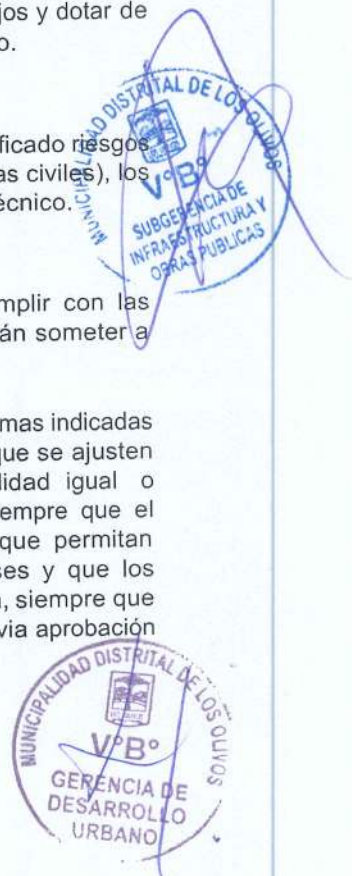 jos y dotar de
o.
ficado riesgos
as civiles), los
écnico.
MUNICIPALIDAD DISTRITAL DE LOS OLIVOS
V°B°
SUBGERENCIA DE
INFRAESTRUCTURA Y
OBRAS PUBLICAS
mplir con las
án someter a
mas indicadas
que se ajusten
lidad igual o
empre que el
que permitan
ses y que los
, siempre que
via aprobación
MUNICIPALIDAD DISTRITAL DE LOS OLIVOS
V°B°
GERENCIA DE
DESARROLLO
URBANO